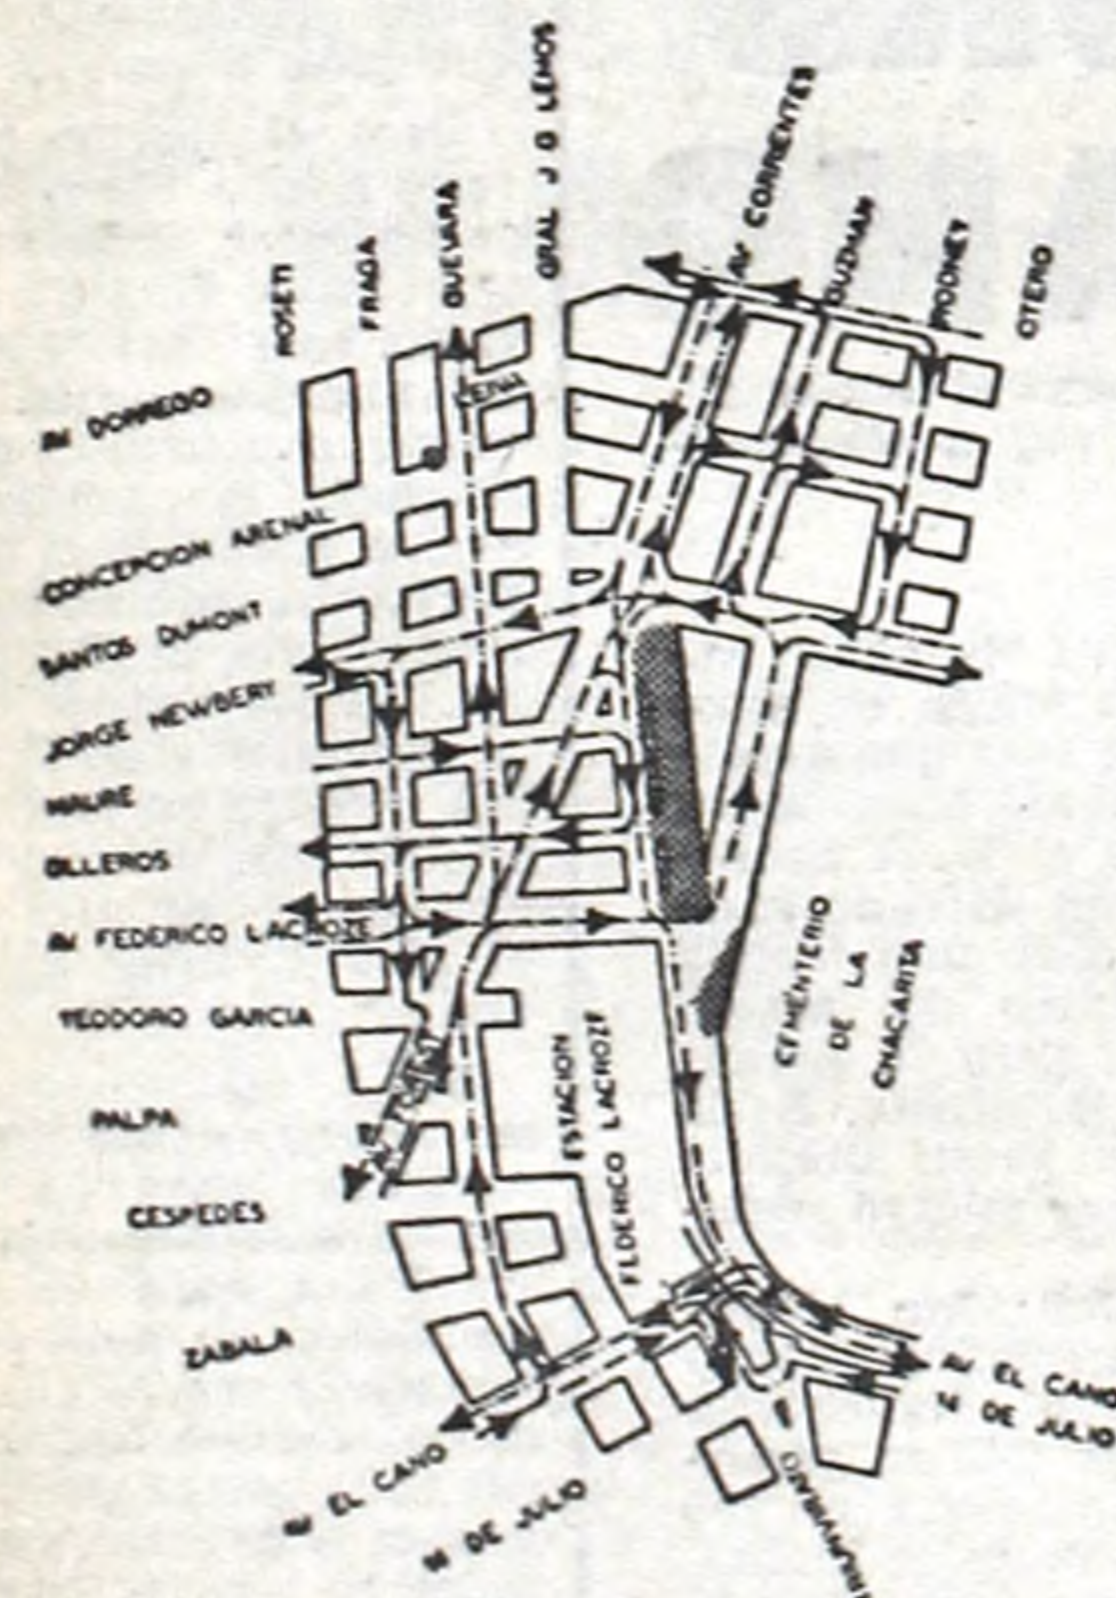 ROSETI
FRAGA
GUEVARA
GRAL J G LEMOS
AV CORRIENTES
GUZMAN
RODNEY
OTERO
AV DORREGO
CONCEPCION ARENAL
SANTOS DUMONT
JORGE NEWBERY
MAURE
OLLEROS
AV FEDERICO LACROZE
TEODORO GARCIA
PALPA
CESPEDES
ZABALA
AV EL CANO
14 DE JULIO
ESTACION
FEDERICO LACROZE
CEMENTERIO
DE LA
CHACARITA
AV EL CANO
14 DE JULIO
TRIUNVIRATO